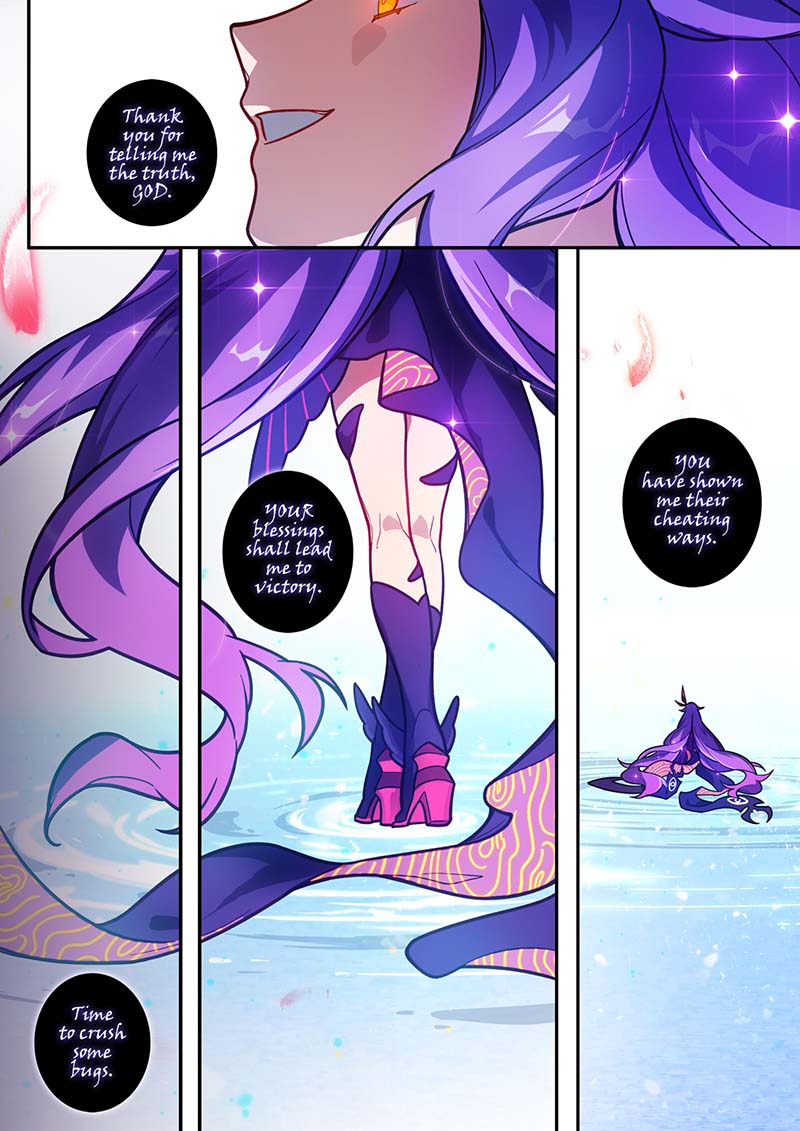 Thank
you for
telling me
the truth,
GOD.
YOU
have shown
me their
cheating
ways.
YOUR
blessings
shall lead
me to
victory.
Time
to crush
some
bugs.